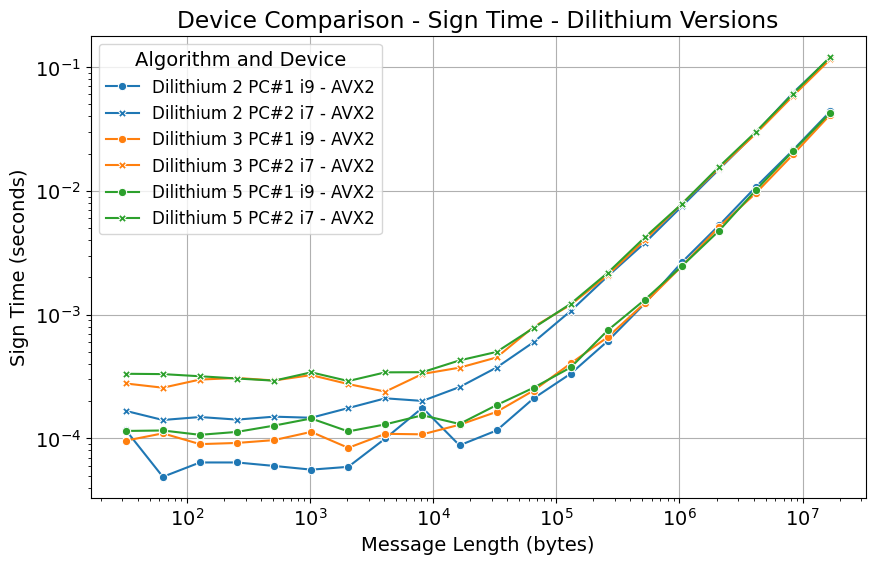 Device Comparison - Sign Time - Dilithium Versions
Algorithm and Device
Dilithium 2 PC#1 i9 - AVX2
Dilithium 2 PC#2 i7 - AVX2
Dilithium 3 PC#1 i9 - AVX2
Dilithium 3 PC#2 i7 - AVX2
Dilithium 5 PC#1 i9 - AVX2
Dilithium 5 PC#2 i7 - AVX2
Sign Time (seconds)
10⁻¹
10⁻²
10⁻³
10⁻⁴
10²
10³
10⁴
10⁵
10⁶
10⁷
Message Length (bytes)